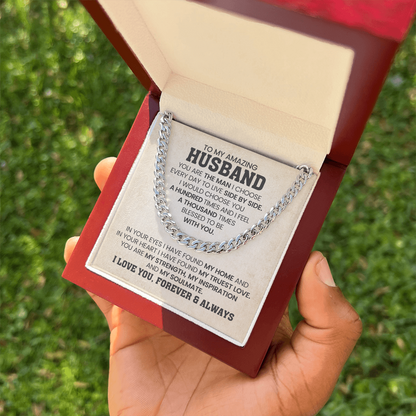 TO MY AMAZING
HUSBAND
YOU ARE THE MAN I CHOOSE
EVERY DAY TO LIVE SIDE BY SIDE.
I WOULD CHOOSE YOU
A HUNDRED TIMES AND I FEEL
A THOUSAND TIMES
BLESSED TO BE
WITH YOU.
IN YOUR EYES I HAVE FOUND MY HOME AND
IN YOUR HEART I HAVE FOUND MY TRUEST LOVE.
YOU ARE MY STRENGTH, MY INSPIRATION
AND MY SOULMATE.
I LOVE YOU, FOREVER & ALWAYS